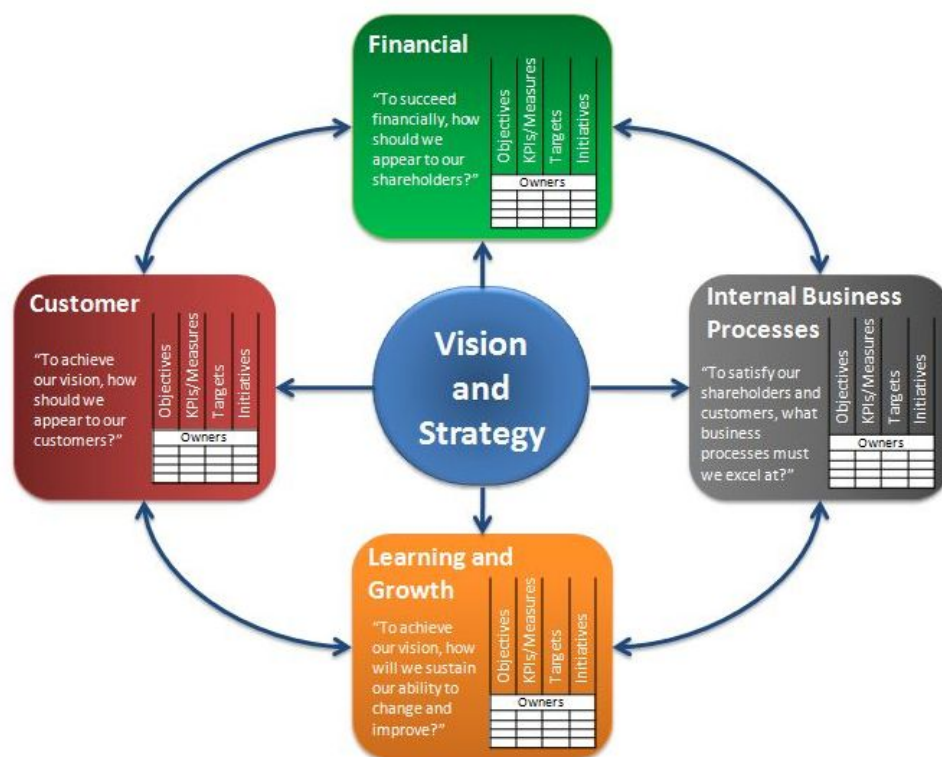 Financial
"To succeed
financially, how
should we
appear to our
shareholders?"
Objectives
KPIs/Measures
Targets
Initiatives
Owners
Customer
"To achieve
our vision, how
should we
appear to our
customers?"
Objectives
KPIs/Measures
Targets
Initiatives
Owners
Vision
and
Strategy
Internal Business
Processes
"To satisfy our
shareholders and
customers, what
business
processes must
we excel at?"
Objectives
KPIs/Measures
Targets
Initiatives
Owners
Learning and
Growth
"To achieve
our vision, how
will we sustain
our ability to
change and
improve?"
Objectives
KPIs/Measures
Targets
Initiatives
Owners